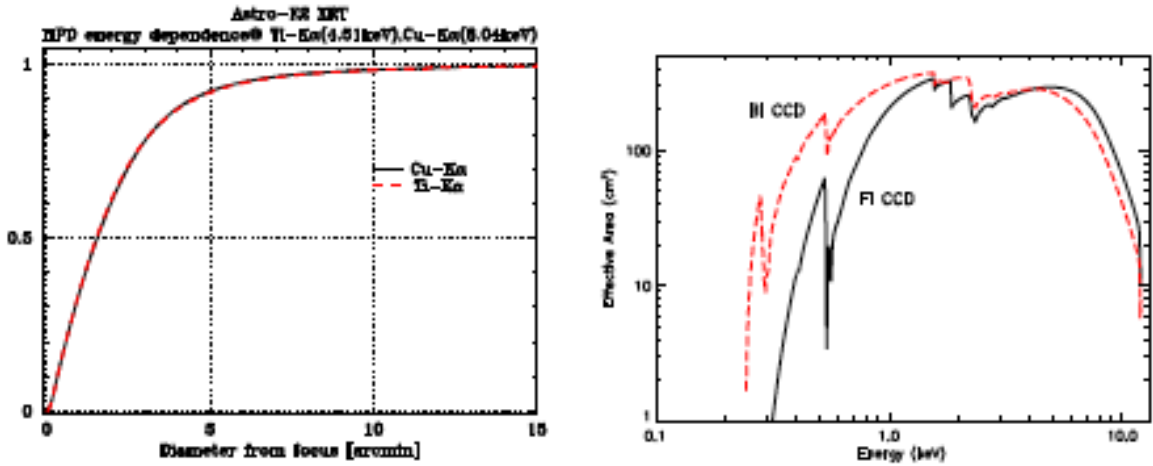 Astro-E2 XRT
energy dependence@ Ti-Kα(4.51keV),Cu-Kα(8.04keV)
1
0.5
0
Cu-Kα
Ti-Kα
0
5
10
15
Diameter from focus [arcmin]
BI CCD
FI CCD
Effective Area (cm²)
100
10
1
0.1
1.0
10.0
Energy (keV)